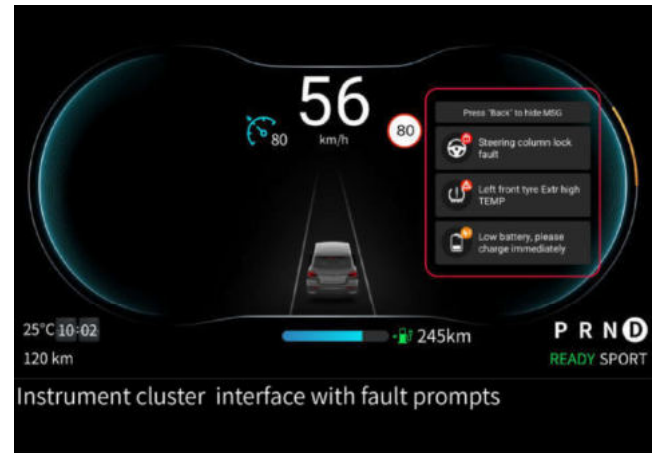 56
km/h
80
80
Press "Back" to hide MSG
Steering column lock
fault
Left front tyre Extr high
TEMP
Low battery, please
charge immediately
25°C 10:02
120 km
245km
P R N D
READY SPORT
Instrument cluster interface with fault prompts